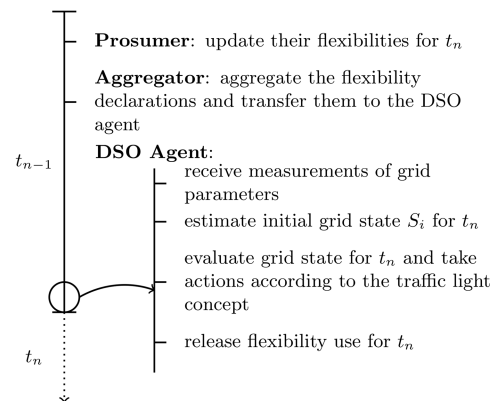 Prosumer: update their flexibilities for tn
Aggregator: aggregate the flexibility
declarations and transfer them to the DSO
agent
DSO Agent:
tn−1
receive measurements of grid
parameters
estimate initial grid state Si for tn
evaluate grid state for tn and take
actions according to the traffic light
concept
release flexibility use for tn
tn